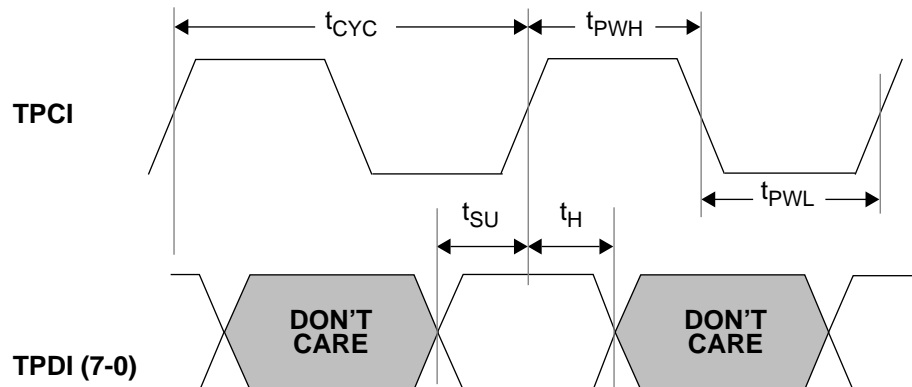 tCYC
tPWH
TPCI
tPWL
tSU
tH
DON'T
CARE
DON'T
CARE
TPDI (7-0)